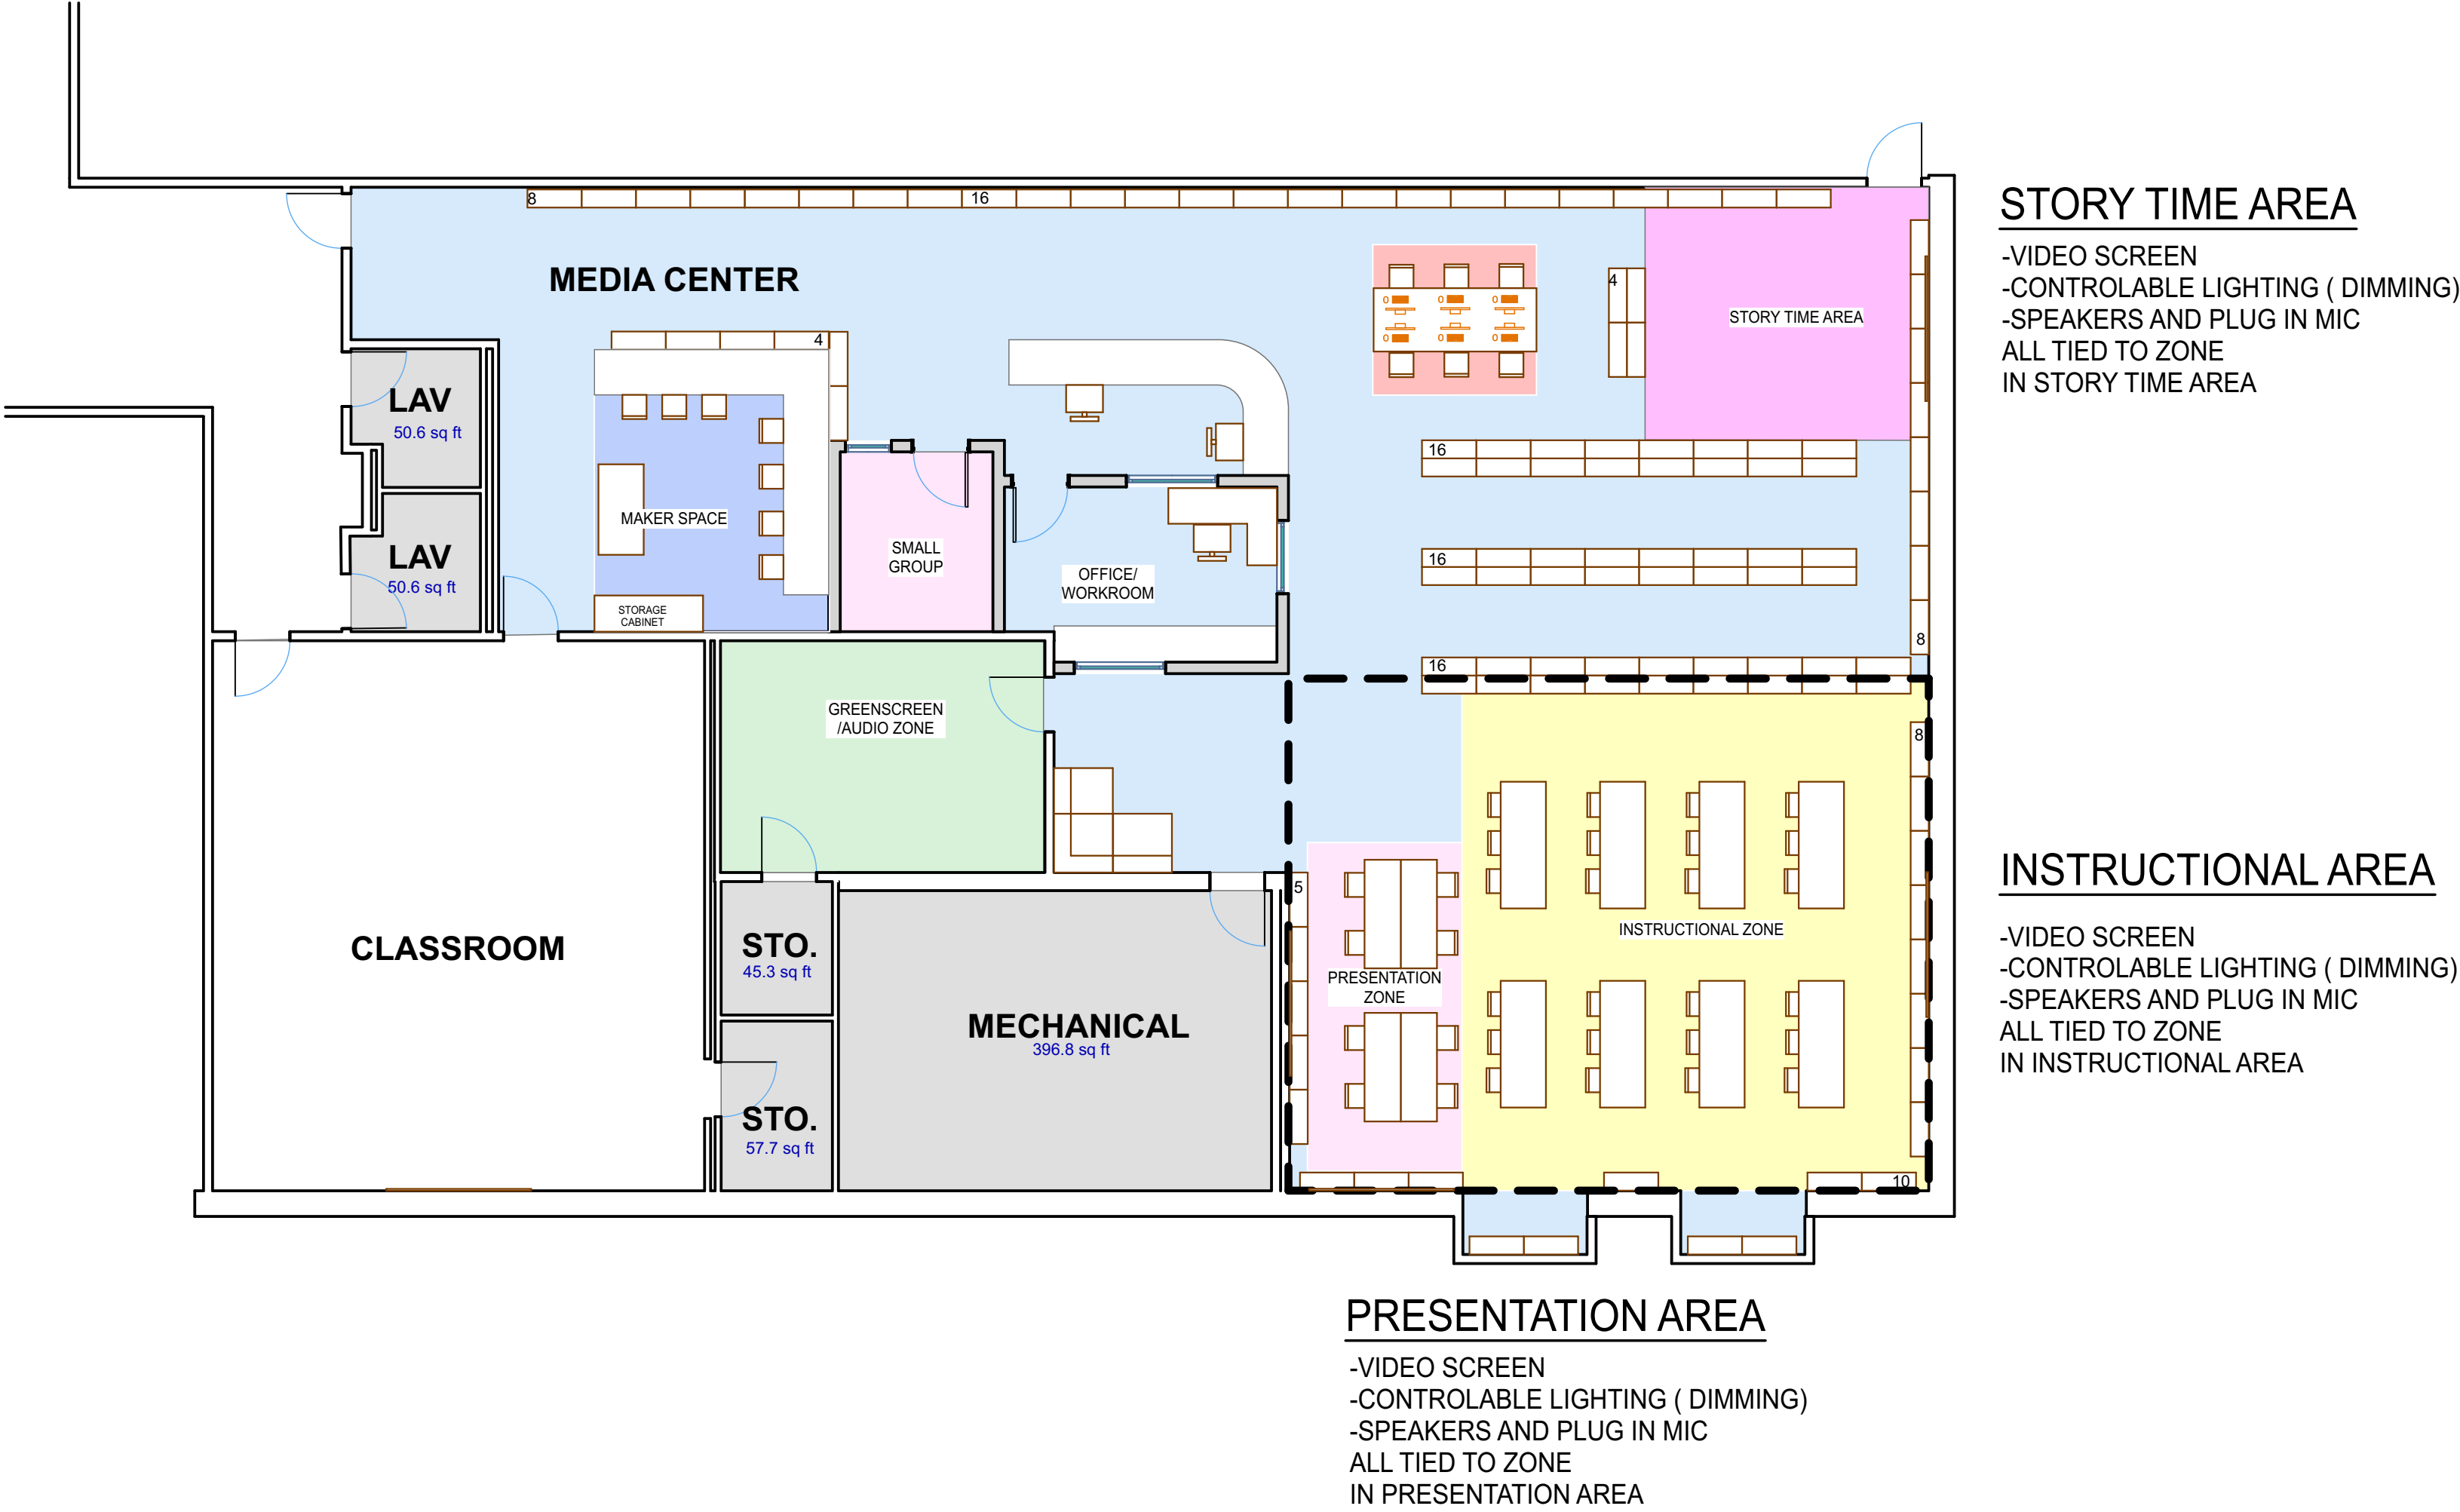 8
16
STORY TIME AREA
-VIDEO SCREEN
-CONTROLABLE LIGHTING ( DIMMING)
-SPEAKERS AND PLUG IN MIC
ALL TIED TO ZONE
IN STORY TIME AREA
MEDIA CENTER
4
STORY TIME AREA
4
LAV
50.6 sq ft
16
MAKER SPACE
SMALL
GROUP
OFFICE/
WORKROOM
16
LAV
50.6 sq ft
STORAGE
CABINET
8
16
GREENSCREEN
/AUDIO ZONE
8
5
INSTRUCTIONAL ZONE
INSTRUCTIONAL AREA
-VIDEO SCREEN
-CONTROLABLE LIGHTING ( DIMMING)
-SPEAKERS AND PLUG IN MIC
ALL TIED TO ZONE
IN INSTRUCTIONAL AREA
CLASSROOM
STO.
45.3 sq ft
PRESENTATION
ZONE
MECHANICAL
396.8 sq ft
STO.
57.7 sq ft
10
PRESENTATION AREA
-VIDEO SCREEN
-CONTROLABLE LIGHTING ( DIMMING)
-SPEAKERS AND PLUG IN MIC
ALL TIED TO ZONE
IN PRESENTATION AREA